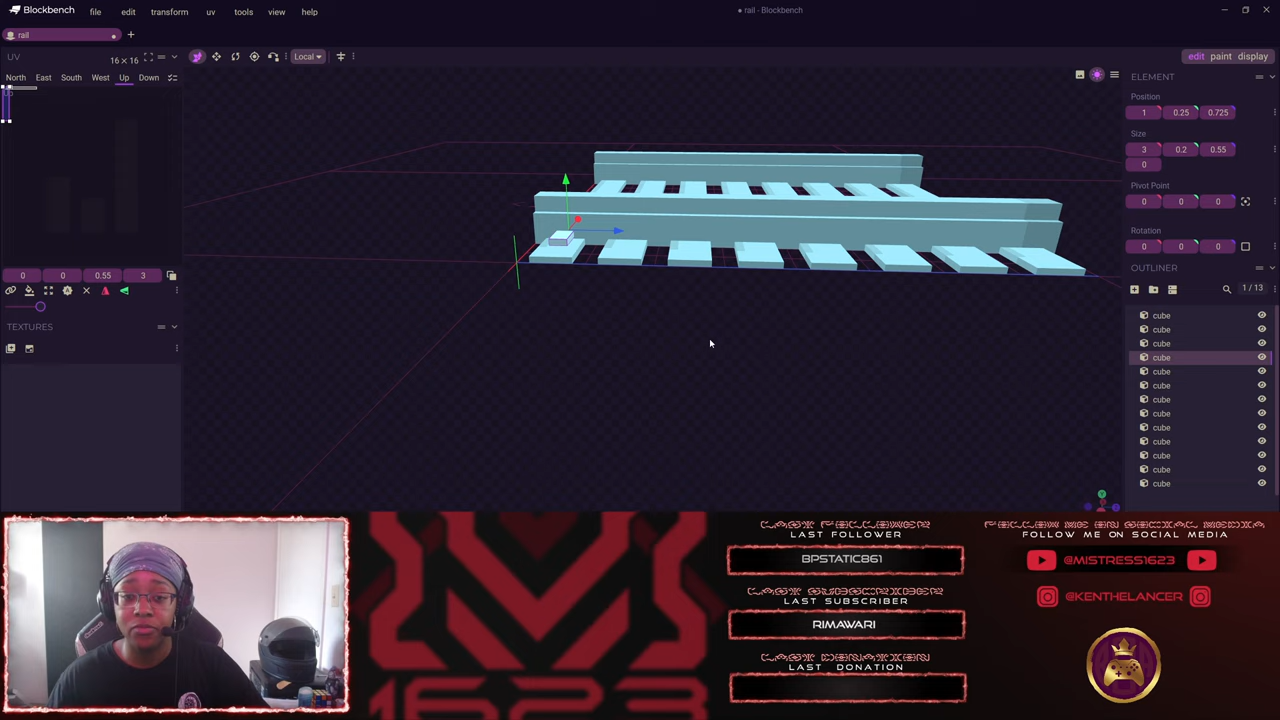 Blockbench
file
edit
transform
uv
tools
view
help
rail - Blockbench
rail
UV
16 × 16
North
East
South
West
Up
Down
0
0
0.55
3
TEXTURES
Local
edit
paint
display
ELEMENT
Position
1
0.25
0.725
Size
3
0.2
0.55
0
Pivot Point
0
0
0
Rotation
0
0
0
OUTLINER
1 / 13
cube
cube
cube
cube
cube
cube
cube
cube
cube
cube
cube
cube
cube
LAST FOLLOWER
BPSTATIC861
LAST SUBSCRIBER
RIMAWARI
LAST DONATION
FOLLOW ME ON SOCIAL MEDIA
@MISTRESS1623
@KENTHELANCER
1623